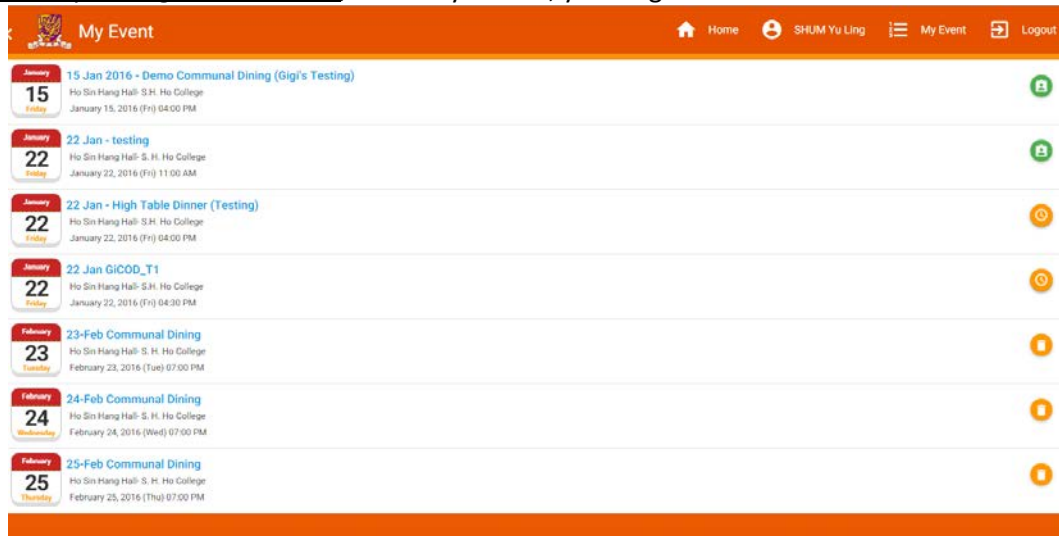 My Event
Home
SHUM Yu Ling
My Event
Logout
January
15
Friday
15 Jan 2016 - Demo Communal Dining (Gigi's Testing)
Ho Sin Hang Hall- S.H. Ho College
January 15, 2016 (Fri) 04:00 PM
January
22
Friday
22 Jan - testing
Ho Sin Hang Hall- S. H. Ho College
January 22, 2016 (Fri) 11:00 AM
January
22
Friday
22 Jan - High Table Dinner (Testing)
Ho Sin Hang Hall- S.H. Ho College
January 22, 2016 (Fri) 04:00 PM
January
22
Friday
22 Jan GiCOD_T1
Ho Sin Hang Hall- S.H. Ho College
January 22, 2016 (Fri) 04:30 PM
February
23
Tuesday
23-Feb Communal Dining
Ho Sin Hang Hall- S. H. Ho College
February 23, 2016 (Tue) 07:00 PM
February
24
Wednesday
24-Feb Communal Dining
Ho Sin Hang Hall- S. H. Ho College
February 24, 2016 (Wed) 07:00 PM
February
25
Thursday
25-Feb Communal Dining
Ho Sin Hang Hall- S. H. Ho College
February 25, 2016 (Thu) 07:00 PM